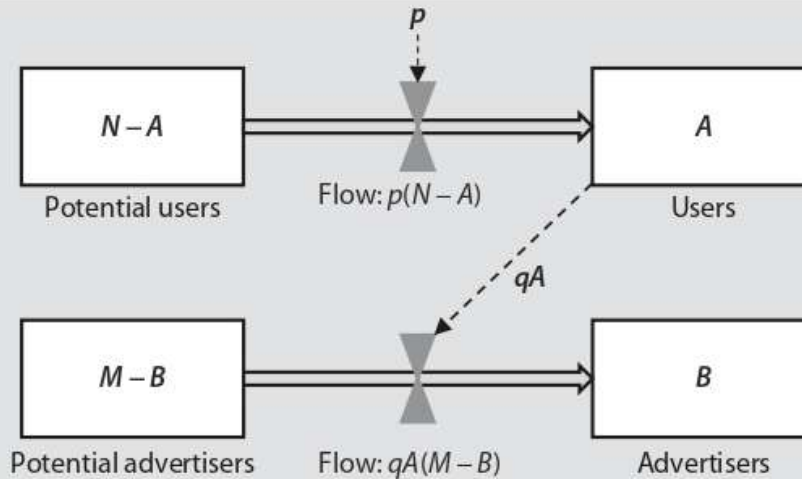 p
N – A
A
Flow: p(N – A)
Potential users
Users
qA
M – B
B
Potential advertisers
Flow: qA(M – B)
Advertisers